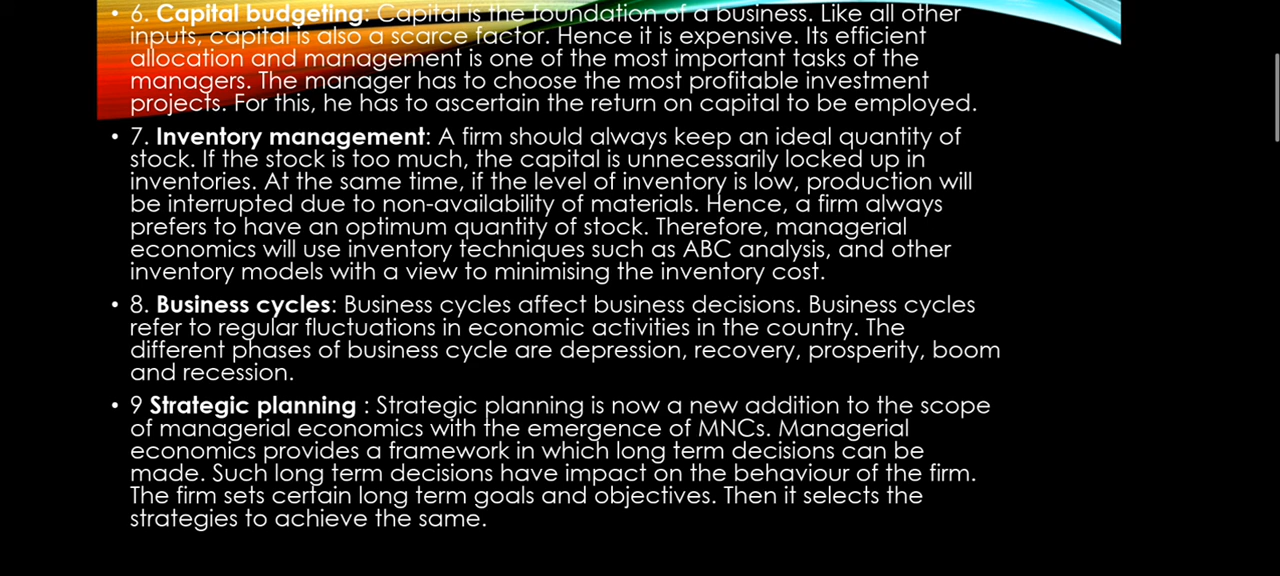 • 6. Capital budgeting: Capital is the foundation of a business. Like all other
inputs, capital is also a scarce factor. Hence it is expensive. Its efficient
allocation and management is one of the most important tasks of the
managers. The manager has to choose the most profitable investment
projects. For this, he has to ascertain the return on capital to be employed.
• 7. Inventory management: A firm should always keep an ideal quantity of
stock. If the stock is too much, the capital is unnecessarily locked up in
inventories. At the same time, if the level of inventory is low, production will
be interrupted due to non-availability of materials. Hence, a firm always
prefers to have an optimum quantity of stock. Therefore, managerial
economics will use inventory techniques such as ABC analysis, and other
inventory models with a view to minimising the inventory cost.
• 8. Business cycles: Business cycles affect business decisions. Business cycles
refer to regular fluctuations in economic activities in the country. The
different phases of business cycle are depression, recovery, prosperity, boom
and recession.
• 9 Strategic planning : Strategic planning is now a new addition to the scope
of managerial economics with the emergence of MNCs. Managerial
economics provides a framework in which long term decisions can be
made. Such long term decisions have impact on the behaviour of the firm.
The firm sets certain long term goals and objectives. Then it selects the
strategies to achieve the same.